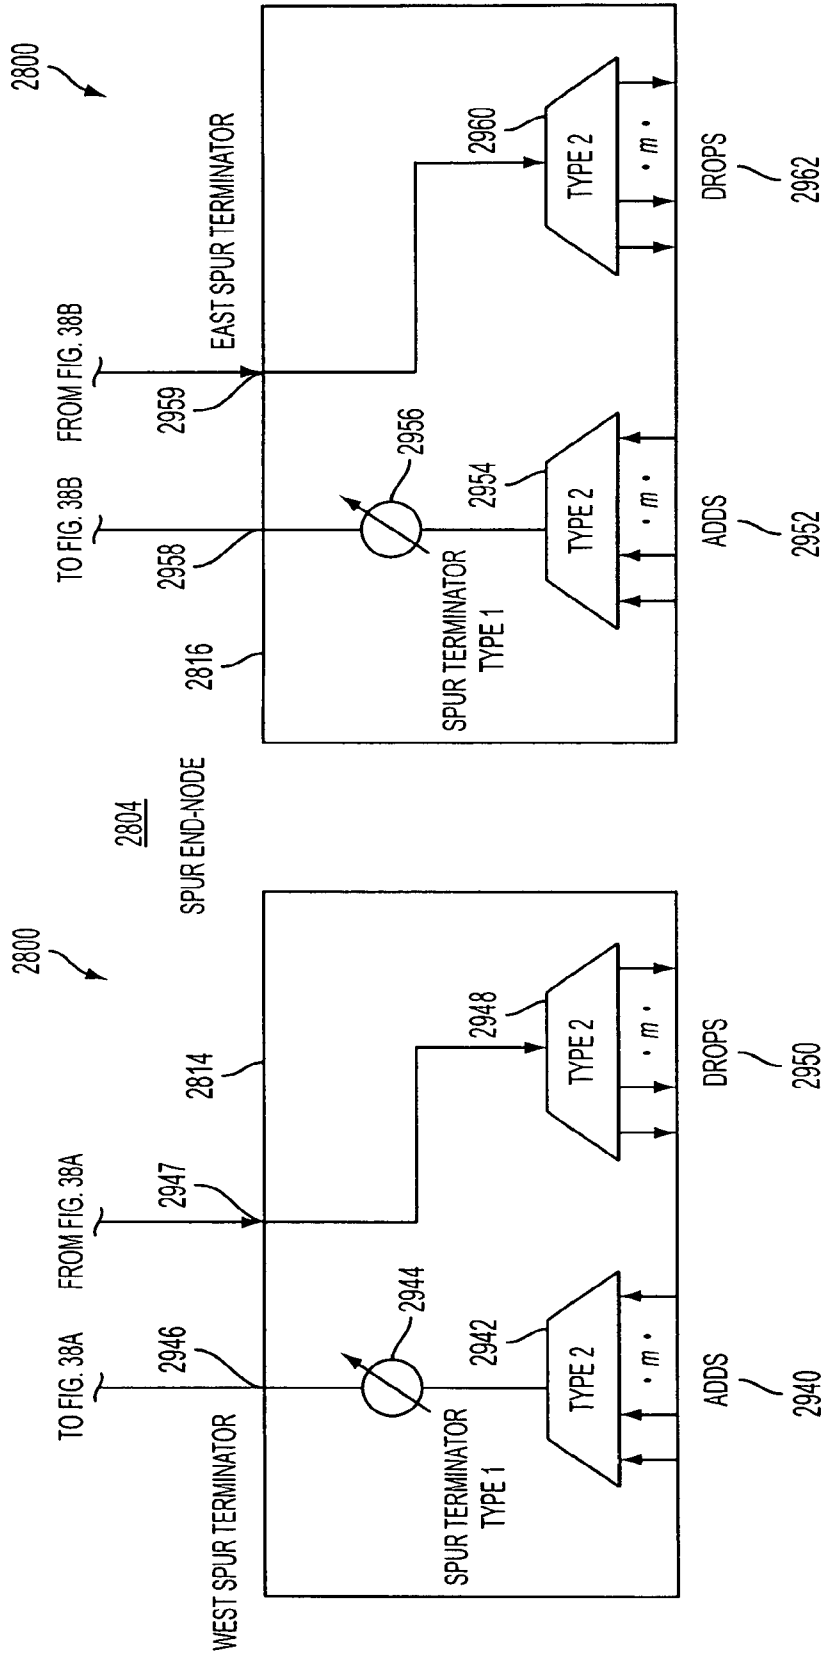 2800
2804
SPUR END-NODE
2800
WEST SPUR TERMINATOR
TO FIG. 38A
FROM FIG. 38A
2946
2947
2814
2944
SPUR TERMINATOR
TYPE 1
2942
TYPE 2
· m ·
ADDS
2940
2948
TYPE 2
· m ·
DROPS
2950
EAST SPUR TERMINATOR
TO FIG. 38B
FROM FIG. 38B
2816
2958
2959
2956
SPUR TERMINATOR
TYPE 1
2954
TYPE 2
· m ·
ADDS
2952
2960
TYPE 2
· m ·
DROPS
2962